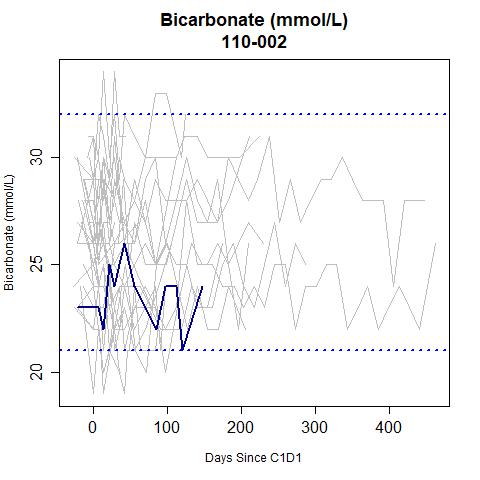 Bicarbonate (mmol/L)
110-002
Bicarbonate (mmol/L)
30
25
20
0 100 200 300 400
Days Since C1D1